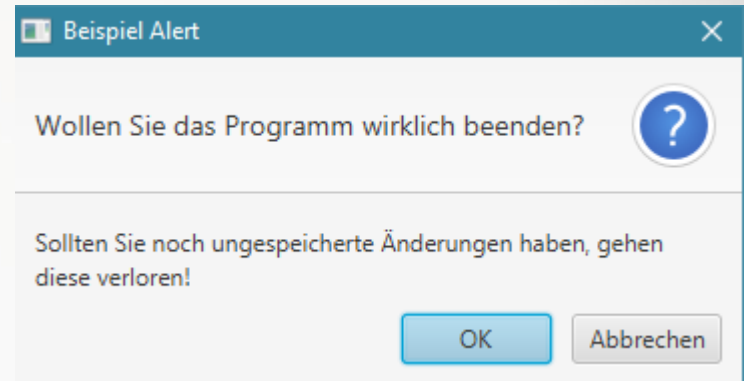 Beispiel Alert
Wollen Sie das Programm wirklich beenden?
?
Sollten Sie noch ungespeicherte Änderungen haben, gehen
diese verloren!
OK
Abbrechen